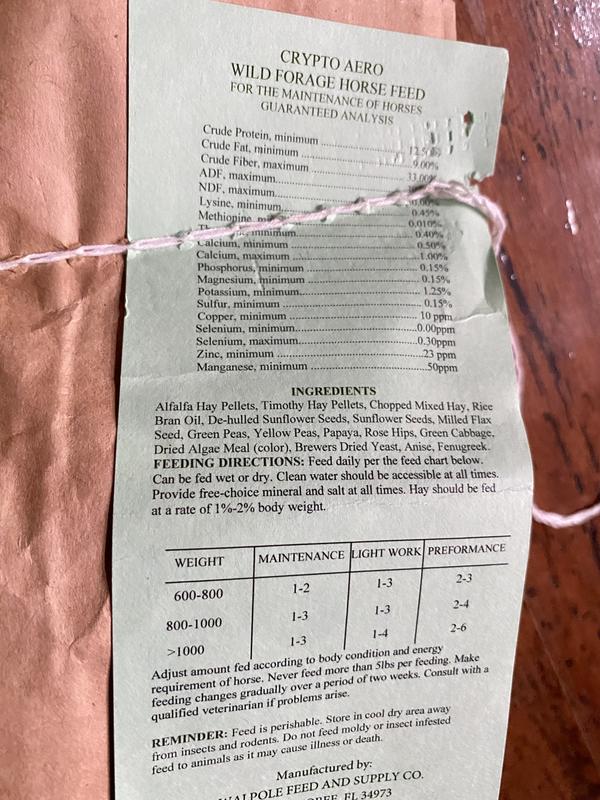 CRYPTO AERO
WILD FORAGE HORSE FEED
FOR THE MAINTENANCE OF HORSES
GUARANTEED ANALYSIS
Crude Protein, minimum
Crude Fat, minimum
Crude Fiber, maximum 9.00%
ADF, maximum 33.00%
NDF, maximum
Lysine, minimum 0.45%
Methionine 0.010%
minimum 0.40%
Calcium, minimum 0.50%
Calcium, maximum 1.00%
Phosphorus, minimum 0.15%
Magnesium, minimum 0.15%
Potassium, minimum 1.25%
Sulfur, minimum 0.15%
Copper, minimum 10 ppm
Selenium, minimum 0.00ppm
Selenium, maximum 0.30ppm
Zinc, minimum 23 ppm
Manganese, minimum 50ppm
INGREDIENTS
Alfalfa Hay Pellets, Timothy Hay Pellets, Chopped Mixed Hay, Rice
Bran Oil, De-hulled Sunflower Seeds, Sunflower Seeds, Milled Flax
Seed, Green Peas, Yellow Peas, Papaya, Rose Hips, Green Cabbage,
Dried Algae Meal (color), Brewers Dried Yeast, Anise, Fenugreek.
FEEDING DIRECTIONS: Feed daily per the feed chart below.
Can be fed wet or dry. Clean water should be accessible at all times.
Provide free-choice mineral and salt at all times. Hay should be fed
at a rate of 1%-2% body weight.
WEIGHT MAINTENANCE LIGHT WORK PREFORMANCE
600-800 1-2 1-3 2-3
800-1000 1-3 1-3 2-4
>1000 1-3 1-4 2-6
Adjust amount fed according to body condition and energy
requirement of horse. Never feed more than 5lbs per feeding. Make
feeding changes gradually over a period of two weeks. Consult with a
qualified veterinarian if problems arise.
REMINDER: Feed is perishable. Store in cool dry area away
from insects and rodents. Do not feed moldy or insect infested
feed to animals as it may cause illness or death.
Manufactured by:
WALPOLE FEED AND SUPPLY CO.
FL 34973